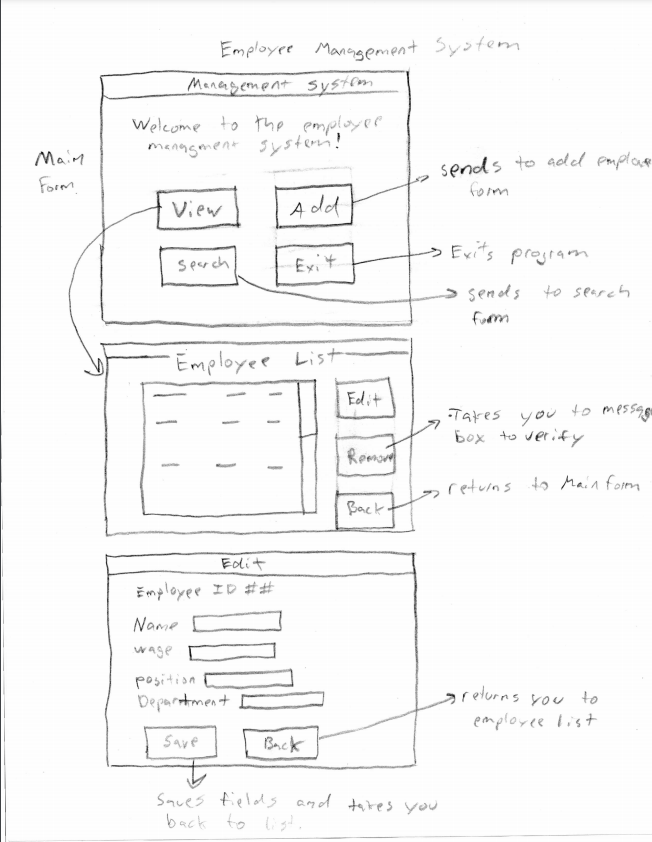 Employee Management System
Management System
Welcome to the employee
managment system!
Main
Form
View
Add
sends to add employee
form
Search
Exit
Exits program
sends to search
form
Employee List
Edit
Takes you to message
box to verify
Remove
Back
returns to Main form
Edit
Employee ID ##
Name
wage
position
Department
Save
Back
returns you to
employee list
Saves fields and takes you
back to list.